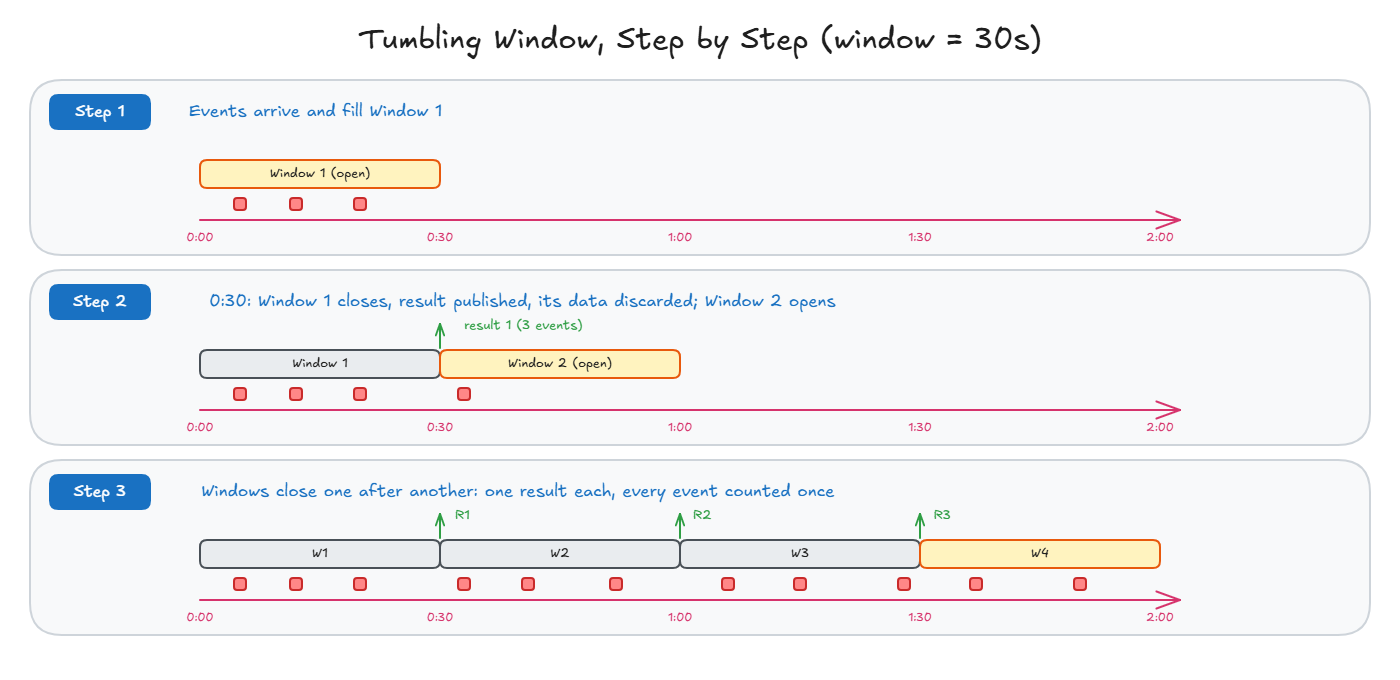 Tumbling Window, Step by Step (window = 30s)
Step 1
Events arrive and fill Window 1
Window 1 (open)
0:00 0:30 1:00 1:30 2:00
Step 2
0:30: Window 1 closes, result published, its data discarded; Window 2 opens
result 1 (3 events)
Window 1 Window 2 (open)
0:00 0:30 1:00 1:30 2:00
Step 3
Windows close one after another: one result each, every event counted once
R1 R2 R3
W1 W2 W3 W4
0:00 0:30 1:00 1:30 2:00